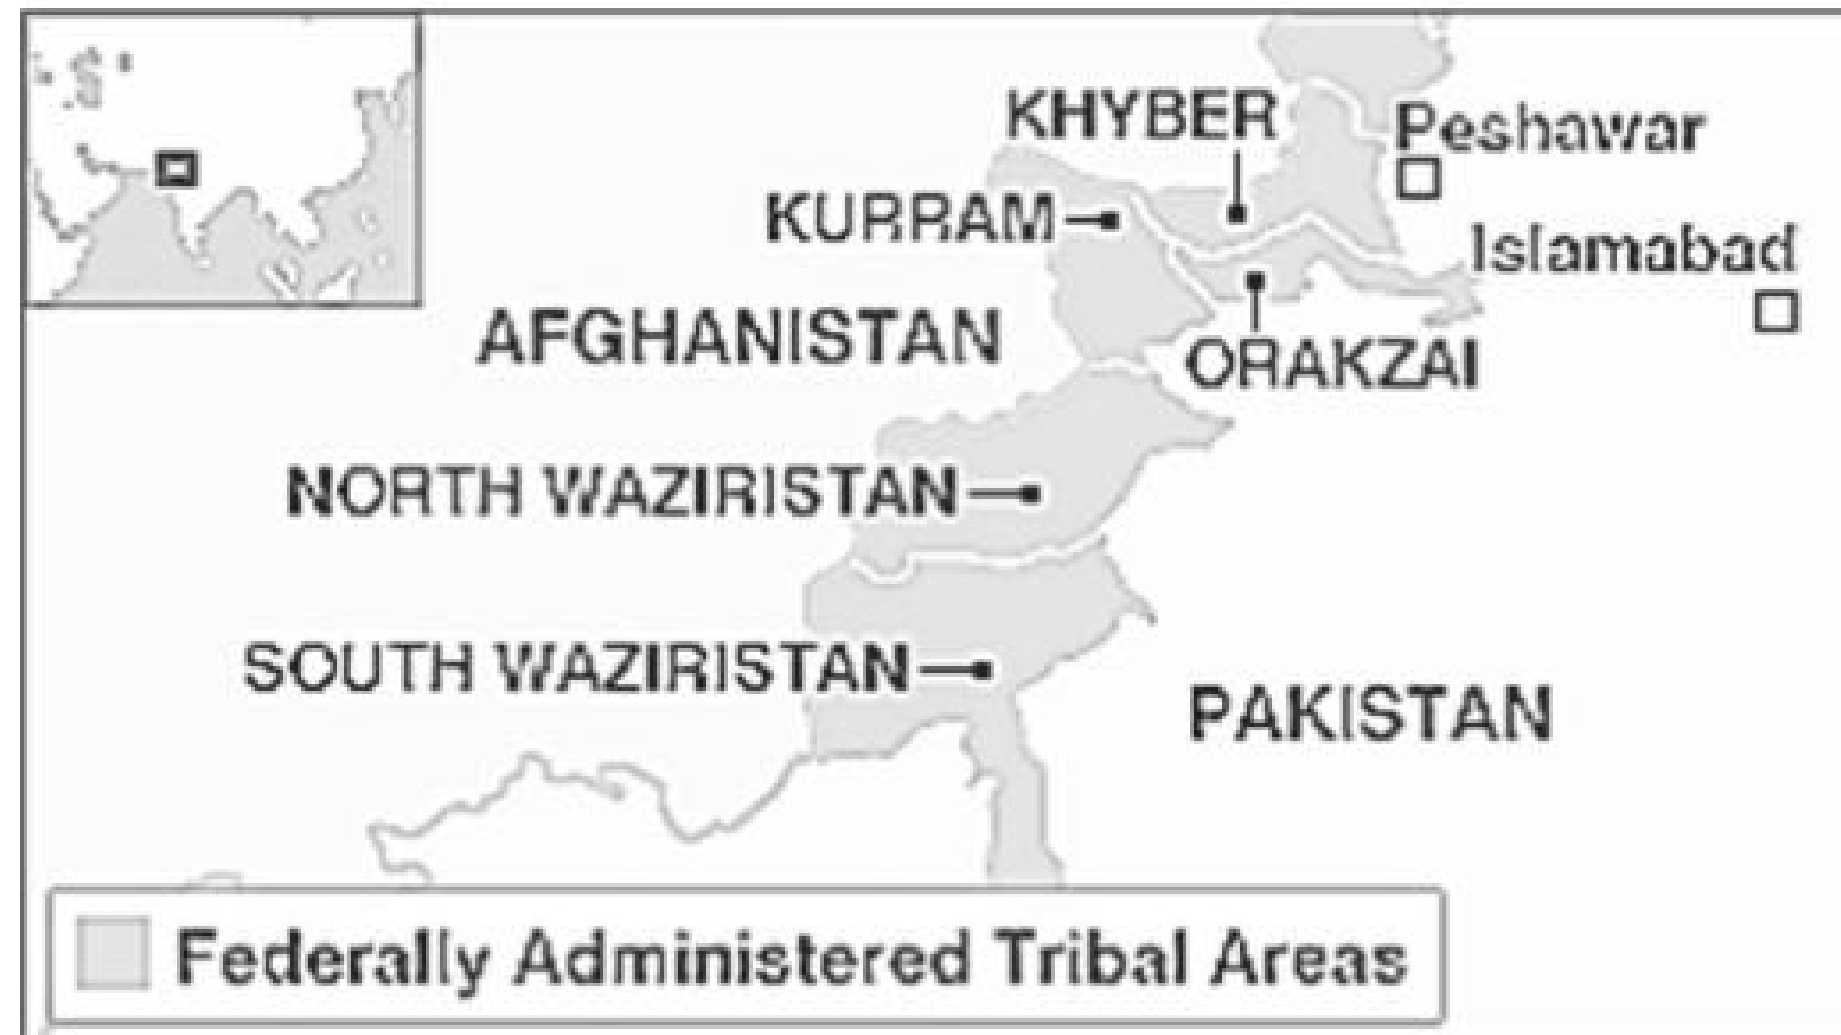 KHYBER
Peshawar
KURRAM
Islamabad
AFGHANISTAN
ORAKZAI
NORTH WAZIRISTAN
SOUTH WAZIRISTAN
PAKISTAN
Federally Administered Tribal Areas